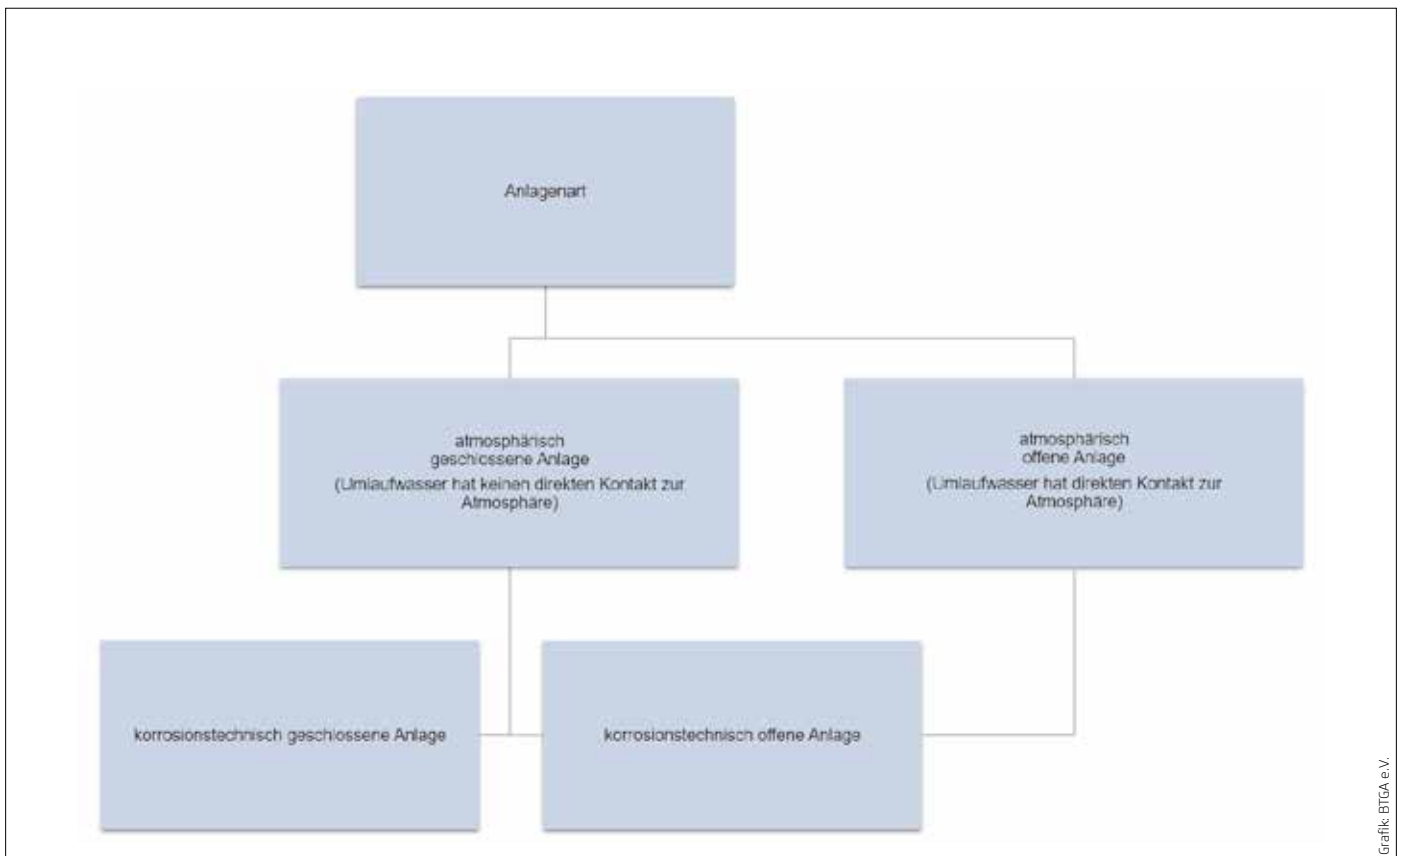 Anlagenart
atmosphärisch
geschlossene Anlage
(Umlaufwasser hat keinen direkten Kontakt zur
Atmosphäre)
atmosphärisch
offene Anlage
(Umlaufwasser hat direkten Kontakt zur
Atmosphäre)
korrosionstechnisch geschlossene Anlage
korrosionstechnisch offene Anlage
Grafik: BTGA e.V.